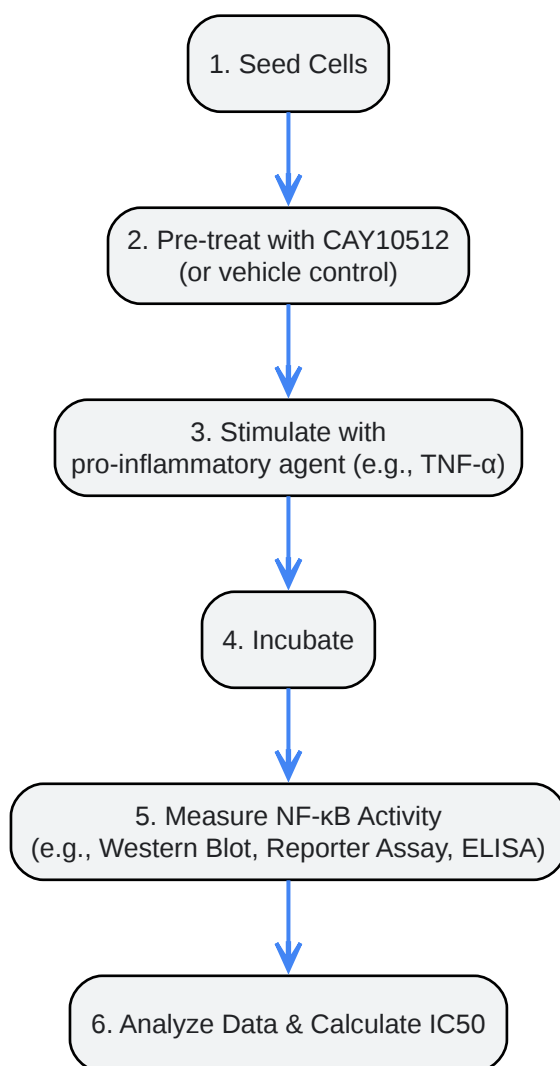 1. Seed Cells
2. Pre-treat with CAY10512
(or vehicle control)
3. Stimulate with
pro-inflammatory agent (e.g., TNF-α)
4. Incubate
5. Measure NF-κB Activity
(e.g., Western Blot, Reporter Assay, ELISA)
6. Analyze Data & Calculate IC50